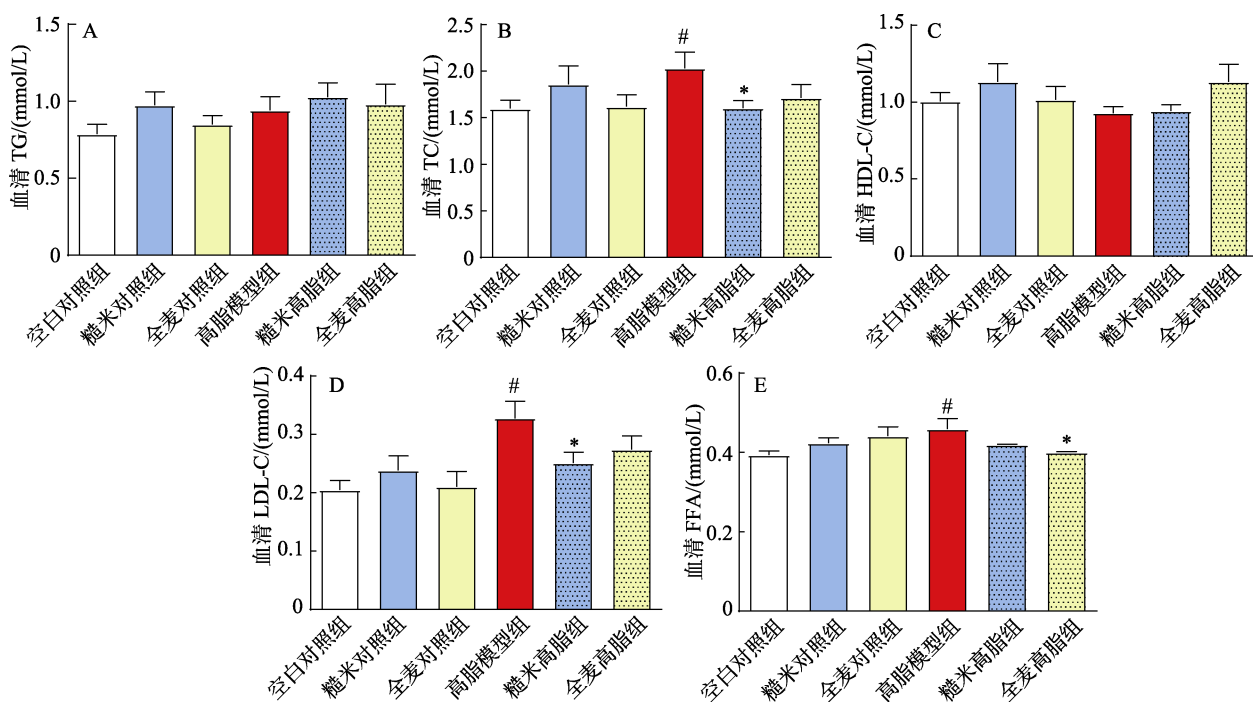 A
血清 TG/(mmol/L)
1.5
1.0
0.5
0
空白对照组
糙米对照组
全麦对照组
高脂模型组
糙米高脂组
全麦高脂组
B
血清 TC/(mmol/L)
2.5
2.0
1.5
1.0
0.5
0
#
*
空白对照组
糙米对照组
全麦对照组
高脂模型组
糙米高脂组
全麦高脂组
C
血清 HDL-C/(mmol/L)
1.5
1.0
0.5
0
空白对照组
糙米对照组
全麦对照组
高脂模型组
糙米高脂组
全麦高脂组
D
血清 LDL-C/(mmol/L)
0.4
0.3
0.2
0.1
0
#
*
空白对照组
糙米对照组
全麦对照组
高脂模型组
糙米高脂组
全麦高脂组
E
血清 FFA/(mmol/L)
0.6
0.4
0.2
0
#
*
空白对照组
糙米对照组
全麦对照组
高脂模型组
糙米高脂组
全麦高脂组